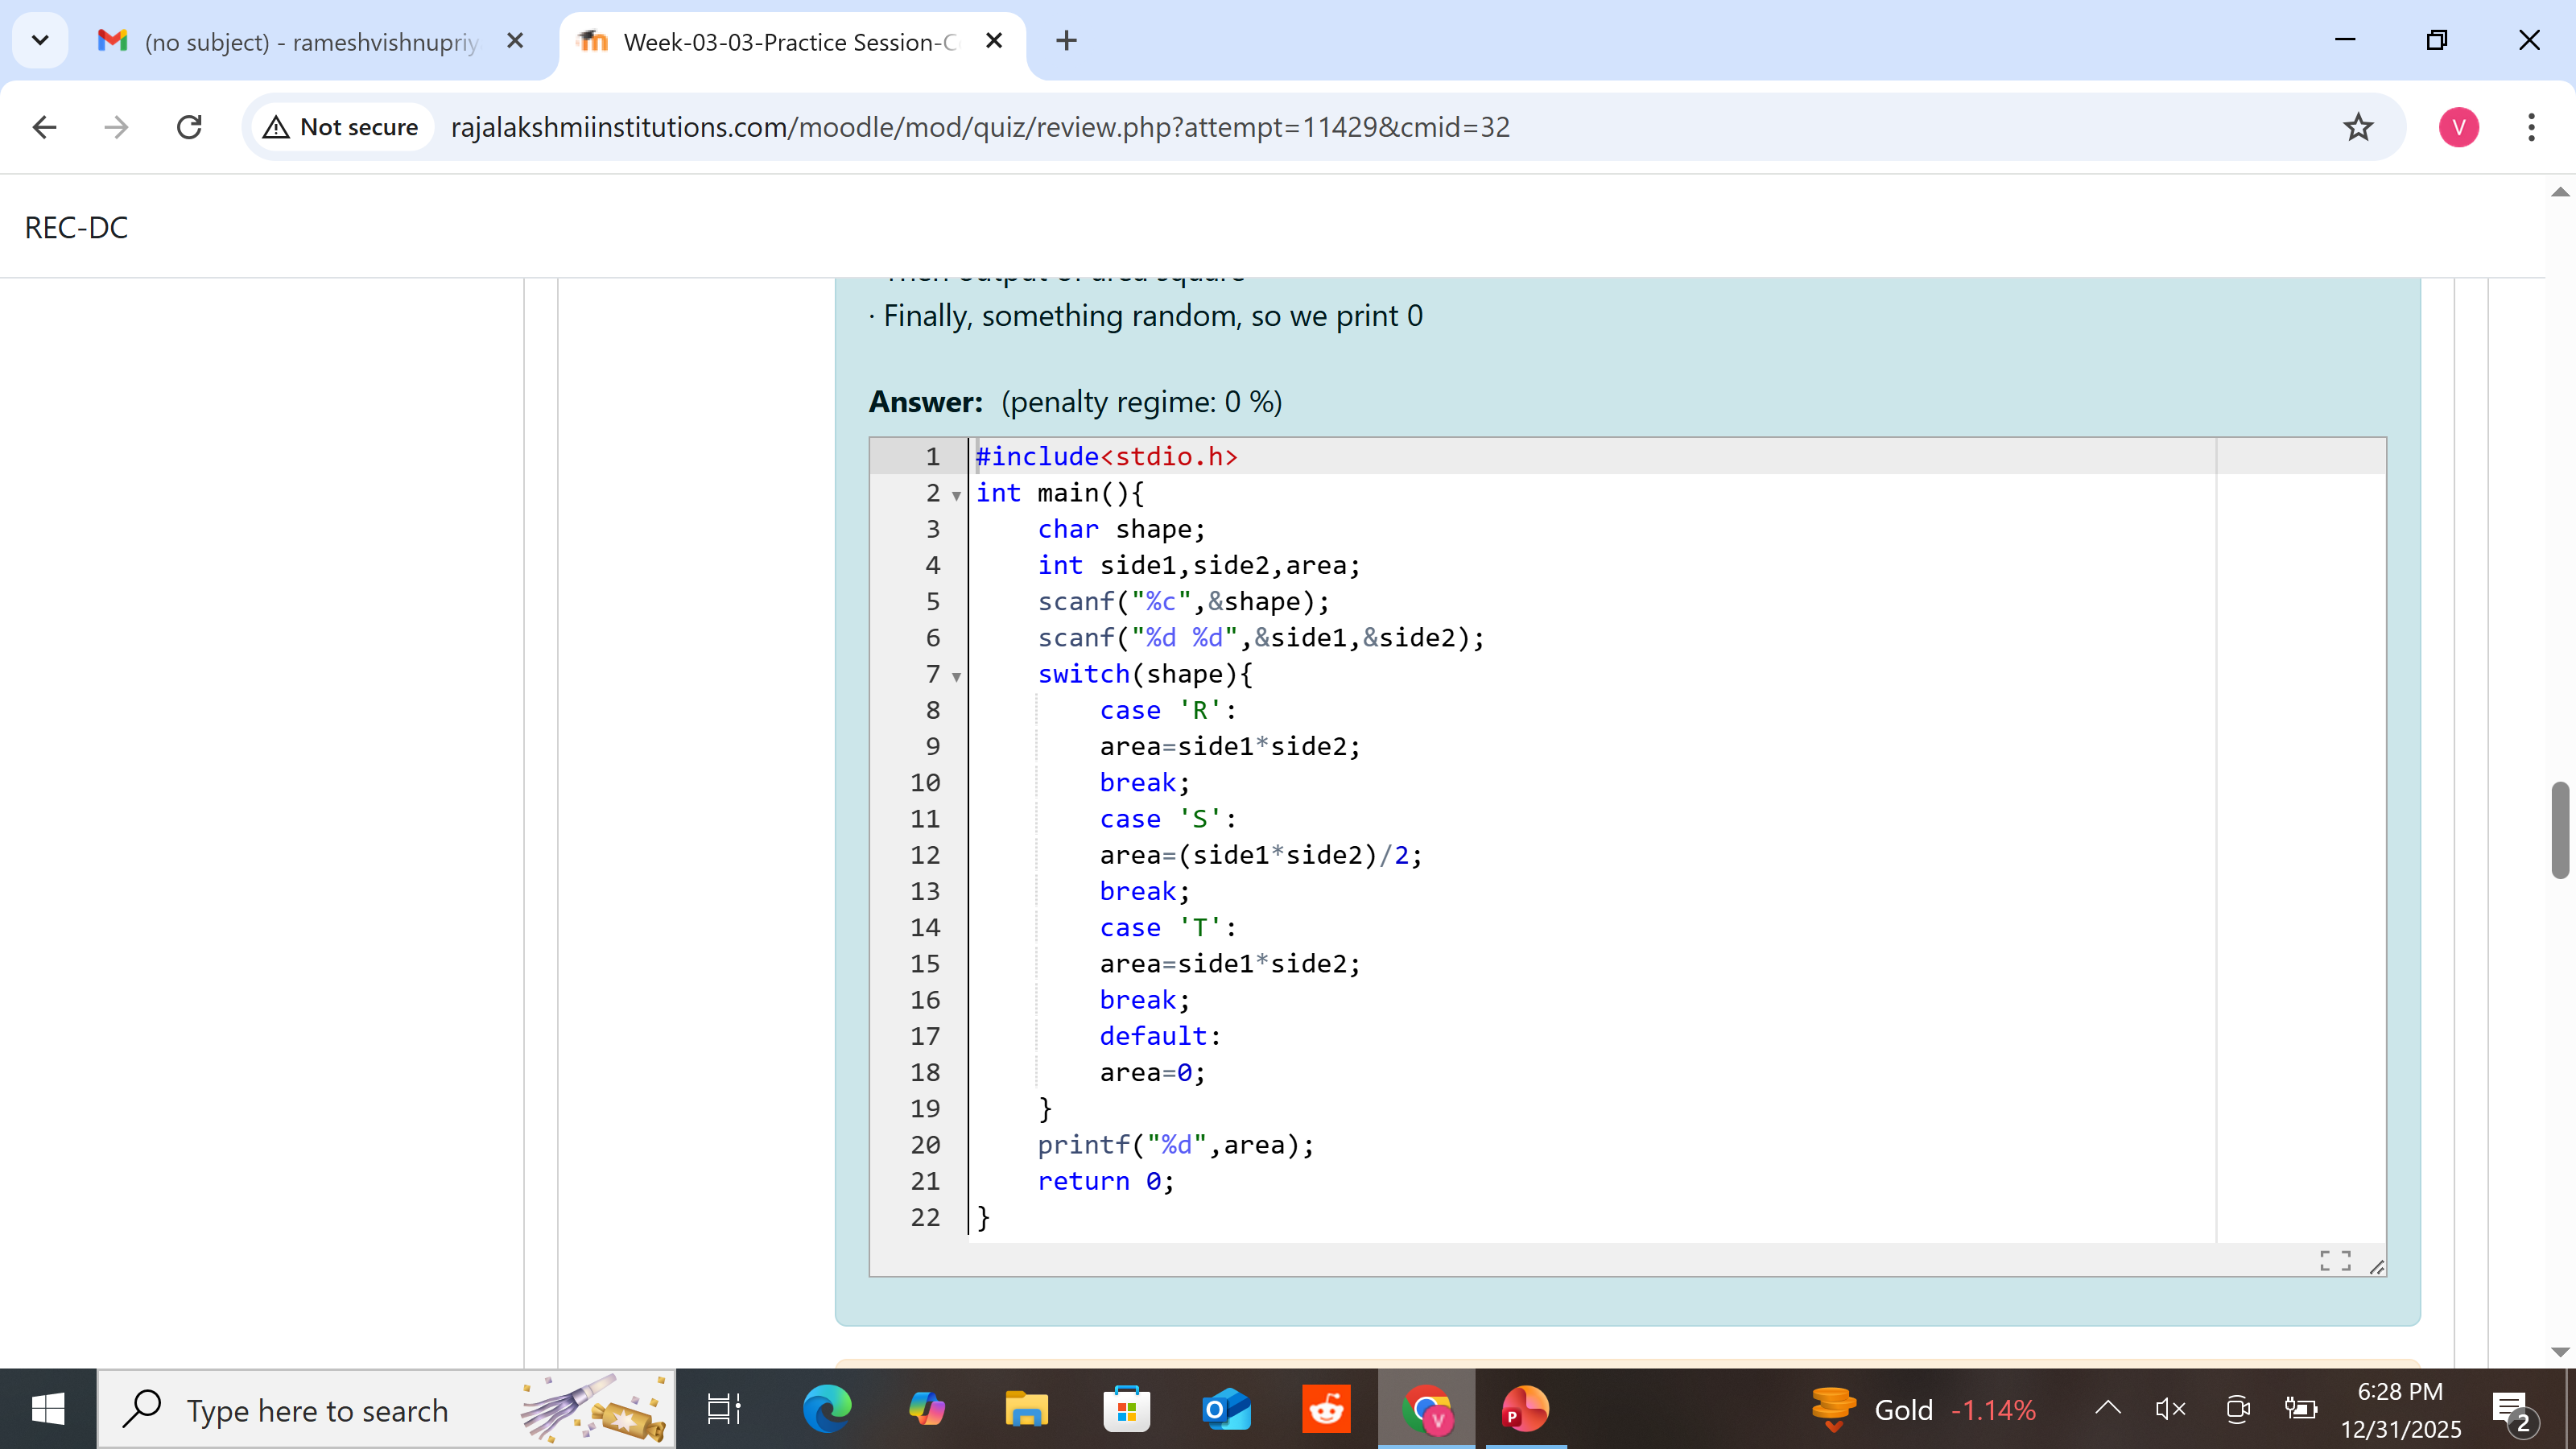 (no subject) - rameshvishnupriy
Week-03-03-Practice Session-C
Not secure
rajalakshmiinstitutions.com/moodle/mod/quiz/review.php?attempt=11429&cmid=32
V
REC-DC
· Finally, something random, so we print 0
Answer: (penalty regime: 0 %)
1 #include<stdio.h>
2 int main(){
3 char shape;
4 int side1,side2,area;
5 scanf("%c",&shape);
6 scanf("%d %d",&side1,&side2);
7 switch(shape){
8 case 'R':
9 area=side1*side2;
10 break;
11 case 'S':
12 area=(side1*side2)/2;
13 break;
14 case 'T':
15 area=side1*side2;
16 break;
17 default:
18 area=0;
19 }
20 printf("%d",area);
21 return 0;
22 }
Type here to search
Gold -1.14%
6:28 PM
12/31/2025
2